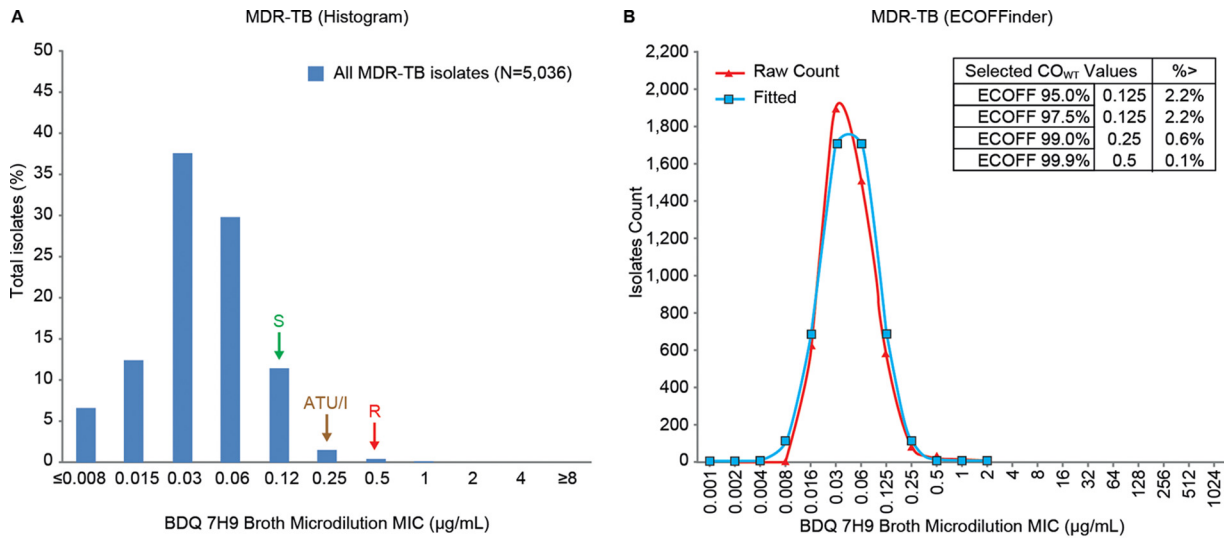 A
MDR-TB (Histogram)
Total isolates (%)
50
45
40
35
30
25
20
15
10
5
0
All MDR-TB isolates (N=5,036)
S
ATU/I
R
≤0.008 0.015 0.03 0.06 0.12 0.25 0.5 1 2 4 ≥8
BDQ 7H9 Broth Microdilution MIC (µg/mL)
B
MDR-TB (ECOFFinder)
Isolates Count
2,200
2,000
1,800
1,600
1,400
1,200
1,000
800
600
400
200
0
Raw Count
Fitted
Selected COWT Values %>
ECOFF 95.0% 0.125 2.2%
ECOFF 97.5% 0.125 2.2%
ECOFF 99.0% 0.25 0.6%
ECOFF 99.9% 0.5 0.1%
0.001 0.002 0.004 0.008 0.016 0.03 0.06 0.125 0.25 0.5 1 2 4 8 16 32 64 128 256 512 1024
BDQ 7H9 Broth Microdilution MIC (µg/mL)